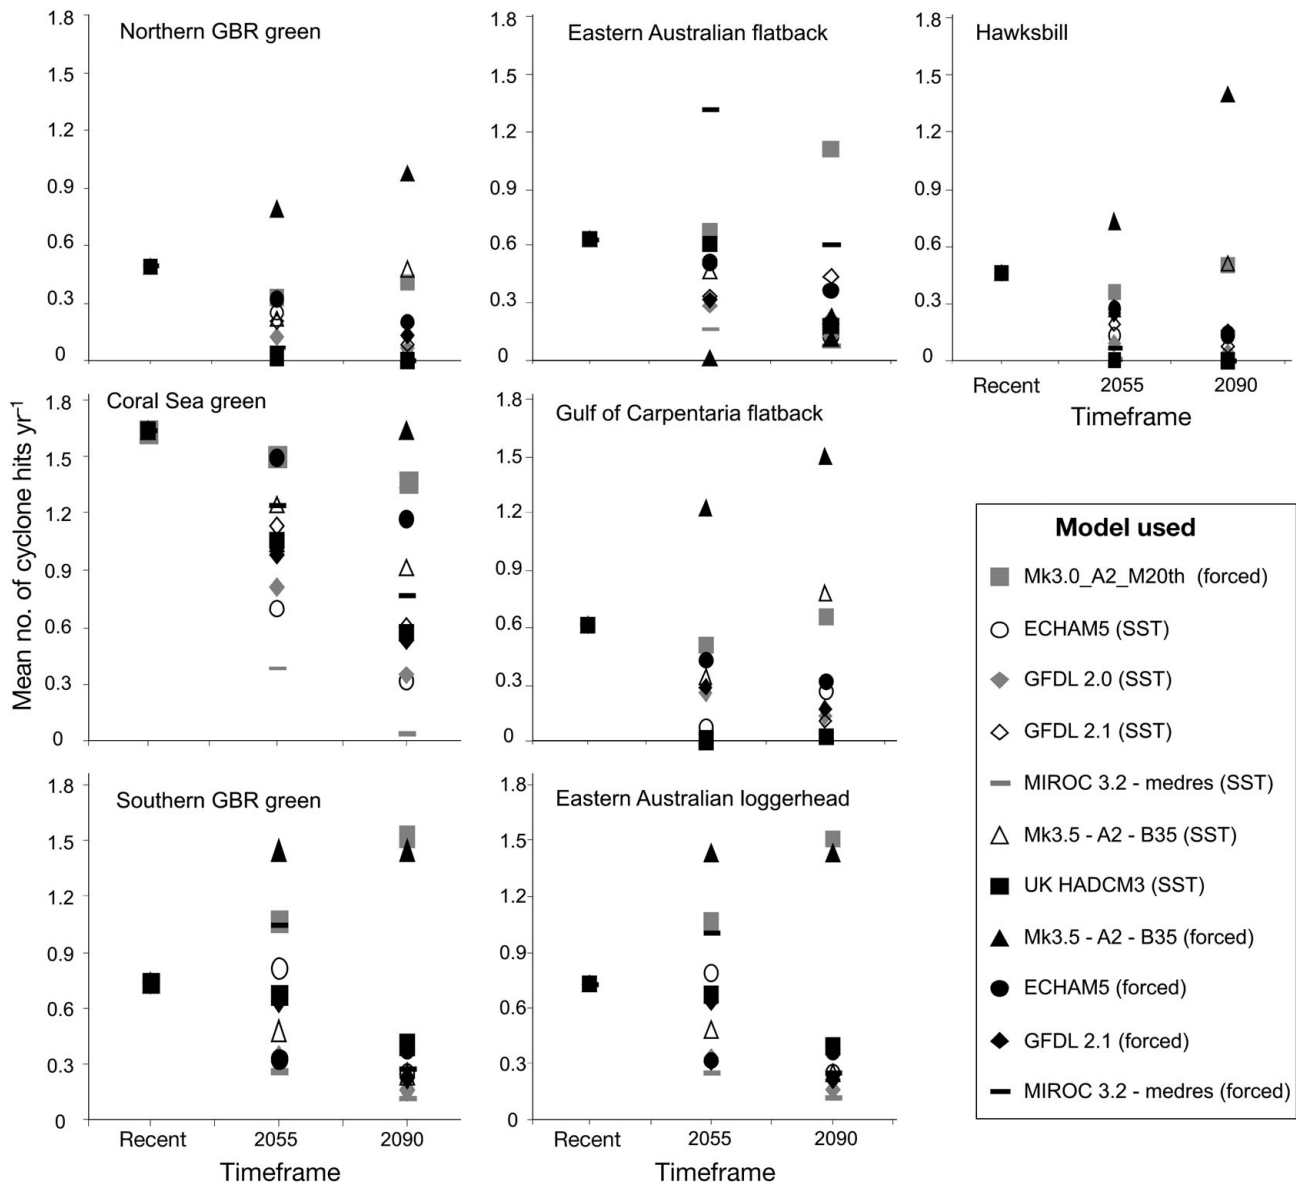 Northern GBR green
1.8
1.5
1.2
0.9
0.6
0.3
0
Eastern Australian flatback
1.8
1.5
1.2
0.9
0.6
0.3
0
Hawksbill
1.8
1.5
1.2
0.9
0.6
0.3
0
Recent 2055 2090
Timeframe
Mean no. of cyclone hits yr⁻¹
Coral Sea green
1.8
1.5
1.2
0.9
0.6
0.3
0
Gulf of Carpentaria flatback
1.8
1.5
1.2
0.9
0.6
0.3
0
Southern GBR green
1.8
1.5
1.2
0.9
0.6
0.3
0
Recent 2055 2090
Timeframe
Eastern Australian loggerhead
1.8
1.5
1.2
0.9
0.6
0.3
0
Recent 2055 2090
Timeframe
Model used
Mk3.0_A2_M20th (forced)
ECHAM5 (SST)
GFDL 2.0 (SST)
GFDL 2.1 (SST)
MIROC 3.2 - medres (SST)
Mk3.5 - A2 - B35 (SST)
UK HADCM3 (SST)
Mk3.5 - A2 - B35 (forced)
ECHAM5 (forced)
GFDL 2.1 (forced)
MIROC 3.2 - medres (forced)